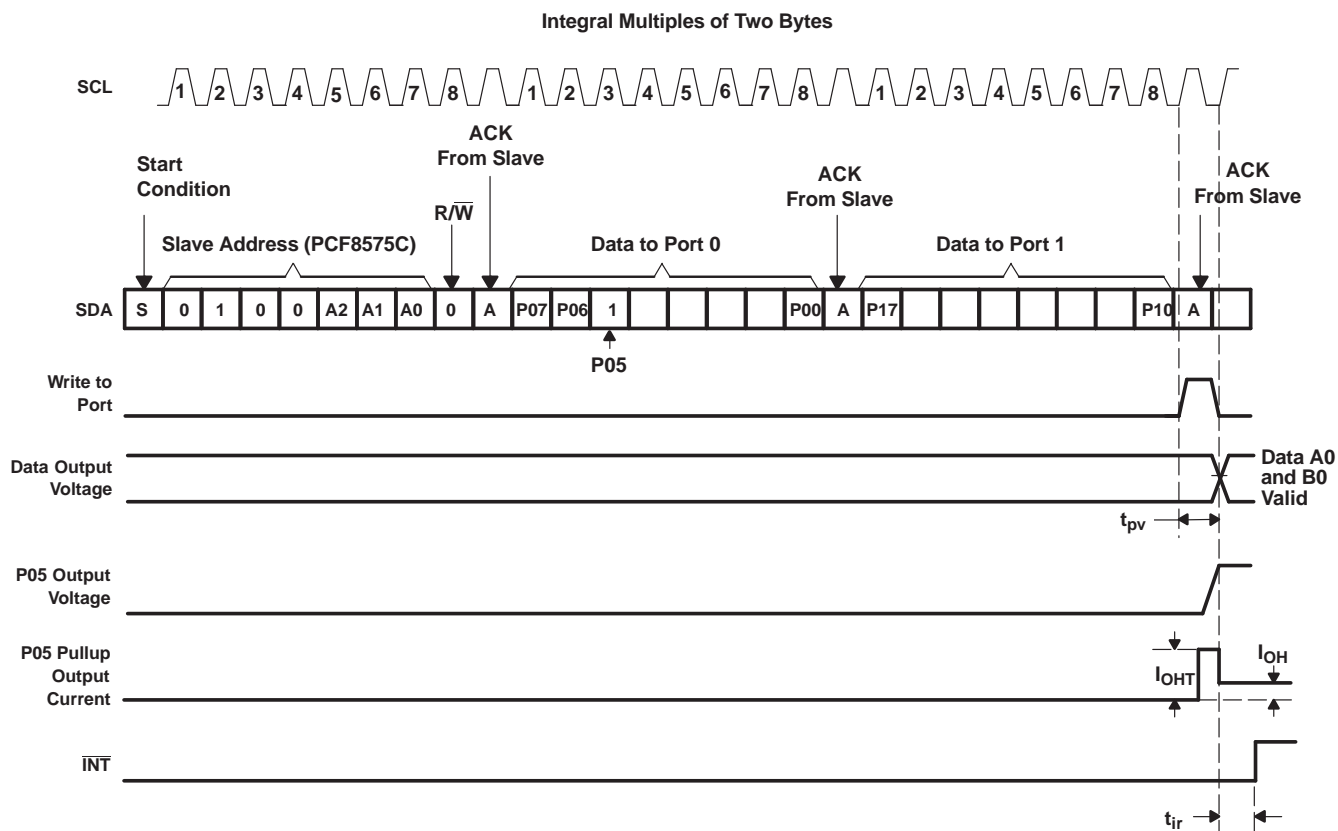 Integral Multiples of Two Bytes
SCL
1 2 3 4 5 6 7 8 1 2 3 4 5 6 7 8 1 2 3 4 5 6 7 8
Start
Condition
ACK
From Slave
R/W̅
ACK
From Slave
ACK
From Slave
Slave Address (PCF8575C)
Data to Port 0
Data to Port 1
SDA S 0 1 0 0 A2 A1 A0 0 A P07 P06 1 P00 A P17 P10 A
P05
Write to
Port
Data Output
Voltage
Data A0
and B0
Valid
tpv
P05 Output
Voltage
P05 Pullup
Output
Current
IOHT
IOH
I̅N̅T̅
tir